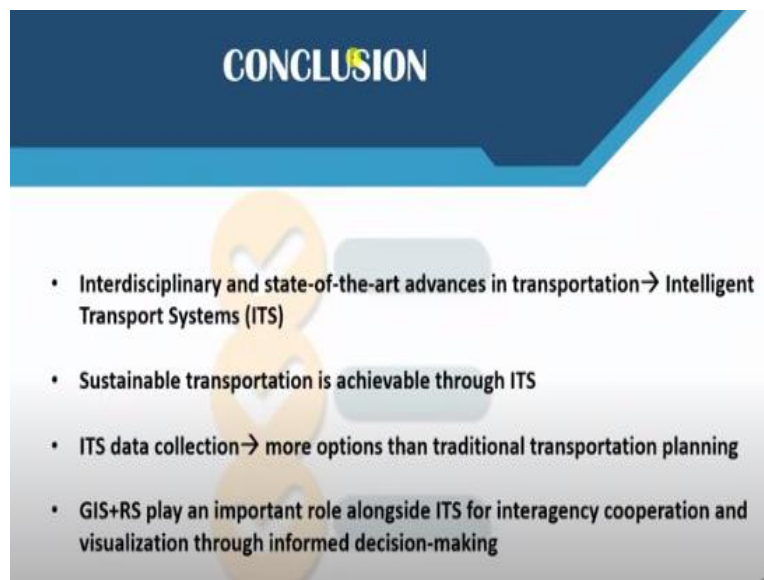 CONCLUSION
• Interdisciplinary and state-of-the-art advances in transportation→ Intelligent
Transport Systems (ITS)
• Sustainable transportation is achievable through ITS
• ITS data collection→ more options than traditional transportation planning
• GIS+RS play an important role alongside ITS for interagency cooperation and
visualization through informed decision-making